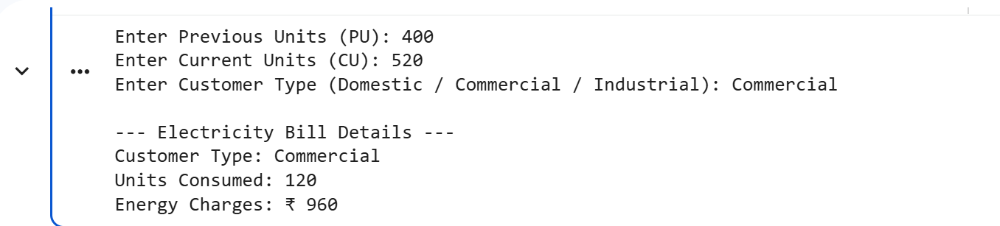 Enter Previous Units (PU): 400
Enter Current Units (CU): 520
Enter Customer Type (Domestic / Commercial / Industrial): Commercial
--- Electricity Bill Details ---
Customer Type: Commercial
Units Consumed: 120
Energy Charges: ₹ 960